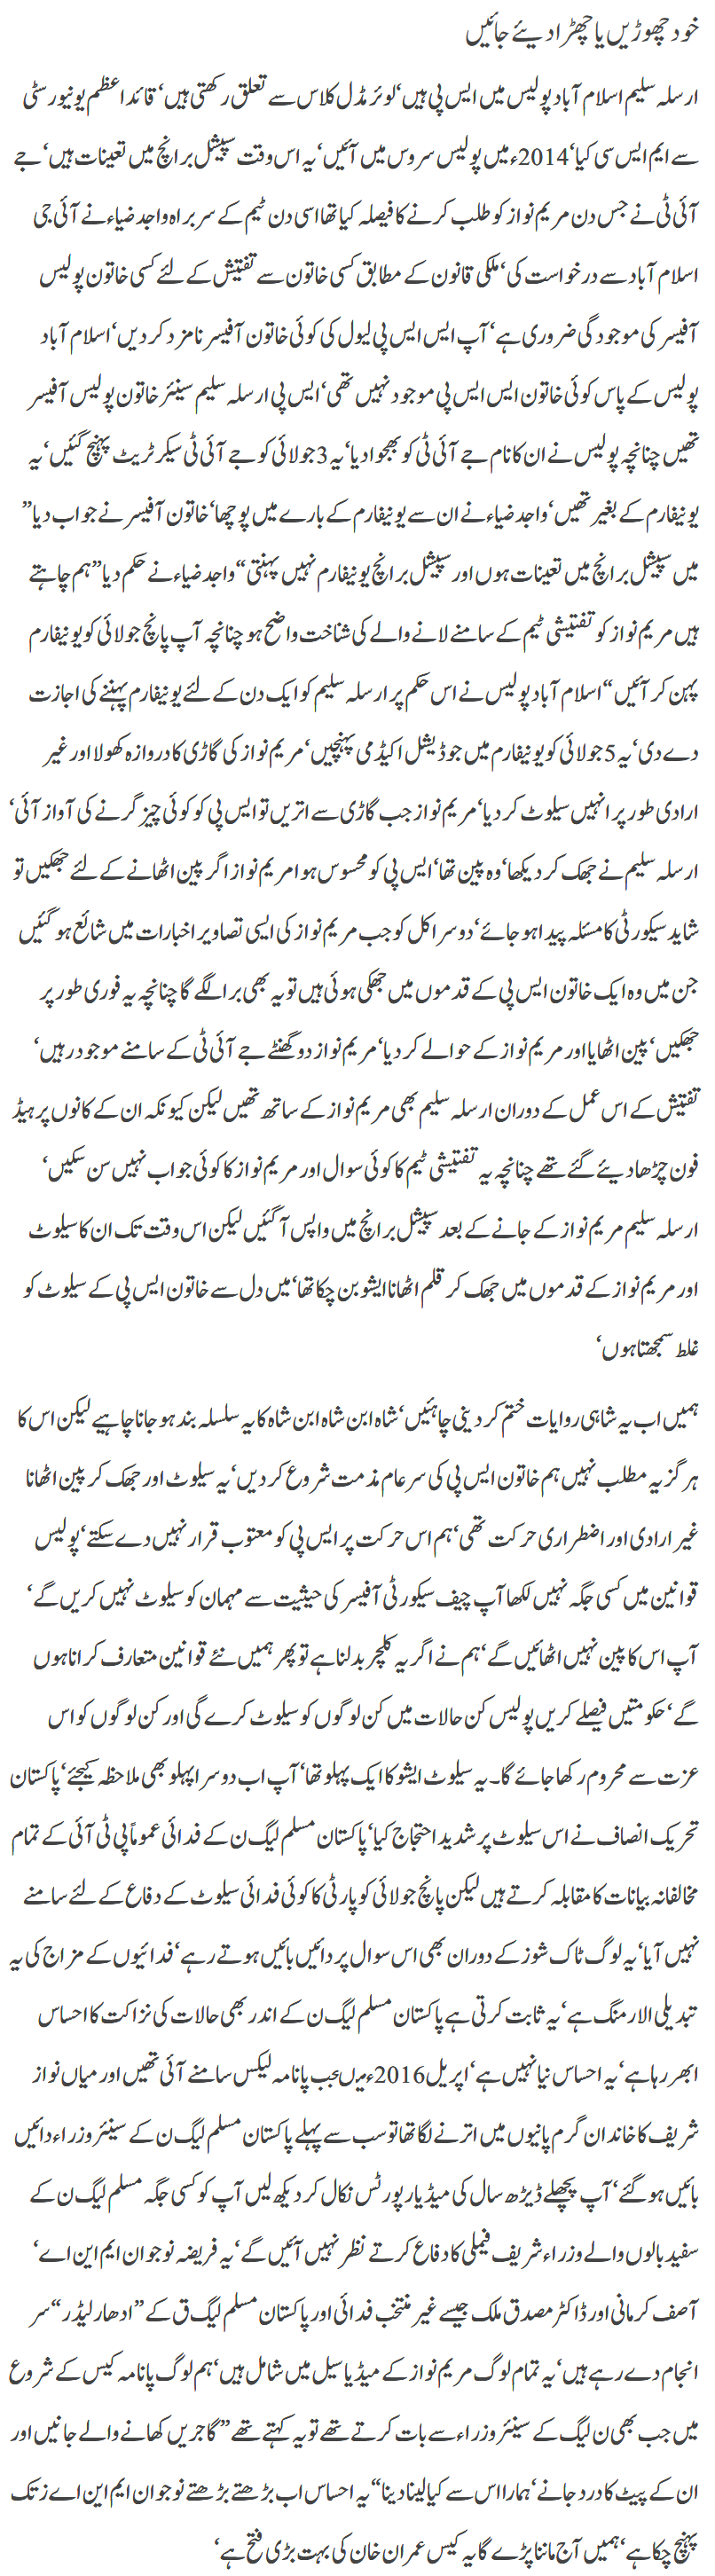 خود چھوڑیں یا چھڑا دیئے جائیں
ارسلہ سلیم اسلام آباد پولیس میں ایس پی ہیں‘ لوئر مڈل کلاس سے تعلق رکھتی ہیں‘ قائداعظم یونیورسٹی
سے ایم ایس سی کیا‘ 2014ء میں پولیس سروس میں آئیں‘ یہ اس وقت سپیشل برانچ میں تعینات ہیں‘ جے
آئی ٹی نے جس دن مریم نواز کو طلب کرنے کا فیصلہ کیا تھا اسی دن ٹیم کے سربراہ واجد ضیاء نے آئی جی
اسلام آباد سے درخواست کی‘ ملکی قانون کے مطابق کسی خاتون سے تفتیش کے لئے کسی خاتون پولیس
آفیسر کی موجودگی ضروری ہے‘ آپ ایس ایس پی لیول کی کوئی خاتون آفیسر نامزد کر دیں‘ اسلام آباد
پولیس کے پاس کوئی خاتون ایس ایس پی موجود نہیں تھی‘ ایس پی ارسلہ سلیم سینئر خاتون پولیس آفیسر
تھیں چنانچہ پولیس نے ان کا نام جے آئی ٹی کو بھجوا دیا‘ یہ 3 جولائی کو جے آئی ٹی سیکرٹریٹ پہنچ گئیں‘ یہ
یونیفارم کے بغیر تھیں‘ واجد ضیاء نے ان سے یونیفارم کے بارے میں پوچھا‘ خاتون آفیسر نے جواب دیا ”
میں سپیشل برانچ میں تعینات ہوں اور سپیشل برانچ یونیفارم نہیں پہنتی“ واجد ضیاء نے حکم دیا ”ہم چاہتے
ہیں مریم نواز کو تفتیشی ٹیم کے سامنے لانے والے کی شناخت واضح ہو چنانچہ آپ پانچ جولائی کو یونیفارم
پہن کر آئیں“ اسلام آباد پولیس نے اس حکم پر ارسلہ سلیم کو ایک دن کے لئے یونیفارم پہننے کی اجازت
دے دی‘ یہ 5 جولائی کو یونیفارم میں جوڈیشل اکیڈمی پہنچیں‘ مریم نواز کی گاڑی کا دروازہ کھولا اور غیر
ارادی طور پر انہیں سیلوٹ کر دیا‘ مریم نواز جب گاڑی سے اتریں تو ایس پی کو کوئی چیز گرنے کی آواز آئی‘
ارسلہ سلیم نے جھک کر دیکھا‘ وہ پین تھا‘ ایس پی کو محسوس ہوا مریم نواز اگر پین اٹھانے کے لئے جھکیں تو
شاید سیکورٹی کا مسئلہ پیدا ہو جائے‘ دوسرا کل کو جب مریم نواز کی ایسی تصاویر اخبارات میں شائع ہو گئیں
جن میں وہ ایک خاتون ایس پی کے قدموں میں جھکی ہوئی ہیں تو یہ بھی برا لگے گا چنانچہ یہ فوری طور پر
جھکیں‘ پین اٹھایا اور مریم نواز کے حوالے کر دیا‘ مریم نواز دو گھنٹے جے آئی ٹی کے سامنے موجود رہیں‘
تفتیش کے اس عمل کے دوران ارسلہ سلیم بھی مریم نواز کے ساتھ تھیں لیکن کیونکہ ان کے کانوں پر ہیڈ
فون چڑھا دیئے گئے تھے چنانچہ یہ تفتیشی ٹیم کا کوئی سوال اور مریم نواز کا کوئی جواب نہیں سن سکیں‘
ارسلہ سلیم مریم نواز کے جانے کے بعد سپیشل برانچ میں واپس آ گئیں لیکن اس وقت تک ان کا سیلوٹ
اور مریم نواز کے قدموں میں جھک کر قلم اٹھانا ایشو بن چکا تھا‘ میں دل سے خاتون ایس پی کے سیلوٹ کو
غلط سمجھتا ہوں‘
ہمیں اب یہ شاہی روایات ختم کر دینی چاہئیں‘ شاہ ابن شاہ ابن شاہ کا یہ سلسلہ بند ہو جانا چاہیے لیکن اس کا
ہرگز یہ مطلب نہیں ہم خاتون ایس پی کی سرعام مذمت شروع کر دیں‘ یہ سیلوٹ اور جھک کر پین اٹھانا
غیر ارادی اور اضطراری حرکت تھی‘ ہم اس حرکت پر ایس پی کو معتوب قرار نہیں دے سکتے‘ پولیس
قوانین میں کسی جگہ نہیں لکھا آپ چیف سیکورٹی آفیسر کی حیثیت سے مہمان کو سیلوٹ نہیں کریں گے‘
آپ اس کا پین نہیں اٹھائیں گے‘ ہم نے اگر یہ کلچر بدلنا ہے تو پھر ہمیں نئے قوانین متعارف کرانا ہوں
گے‘ حکومتیں فیصلے کریں پولیس کن حالات میں کن لوگوں کو سیلوٹ کرے گی اور کن لوگوں کو اس
عزت سے محروم رکھا جائے گا۔ یہ سیلوٹ ایشو کا ایک پہلو تھا‘ آپ اب دوسرا پہلو بھی ملاحظہ کیجئے‘ پاکستان
تحریک انصاف نے اس سیلوٹ پر شدید احتجاج کیا‘ پاکستان مسلم لیگ ن کے فدائی عموماً پی ٹی آئی کے تمام
مخالفانہ بیانات کا مقابلہ کرتے ہیں لیکن پانچ جولائی کو پارٹی کا کوئی فدائی سیلوٹ کے دفاع کے لئے سامنے
نہیں آیا‘ یہ لوگ ٹاک شوز کے دوران بھی اس سوال پر دائیں بائیں ہوتے رہے‘ فدائیوں کے مزاج کی یہ
تبدیلی الارمنگ ہے‘ یہ ثابت کرتی ہے پاکستان مسلم لیگ ن کے اندر بھی حالات کی نزاکت کا احساس
ابھر رہا ہے‘ یہ احساس نیا نہیں ہے‘ اپریل 2016ء میں جب پانامہ لیکس سامنے آئی تھیں اور میاں نواز
شریف کا خاندان گرم پانیوں میں اترنے لگا تھا تو سب سے پہلے پاکستان مسلم لیگ ن کے سینئر وزراء دائیں
بائیں ہو گئے‘ آپ پچھلے ڈیڑھ سال کی میڈیا رپورٹس نکال کر دیکھ لیں آپ کو کسی جگہ مسلم لیگ ن کے
سفید بالوں والے وزراء شریف فیملی کا دفاع کرتے نظر نہیں آئیں گے‘ یہ فریضہ نوجوان ایم این اے‘
آصف کرمانی اور ڈاکٹر مصدق ملک جیسے غیر منتخب فدائی اور پاکستان مسلم لیگ ق کے ”ادھار لیڈر“ سر
انجام دے رہے ہیں‘ یہ تمام لوگ مریم نواز کے میڈیا سیل میں شامل ہیں‘ ہم لوگ پانامہ کیس کے شروع
میں جب بھی ن لیگ کے سینئر وزراء سے بات کرتے تھے تو یہ کہتے تھے ”گاجریں کھانے والے جانیں اور
ان کے پیٹ کا درد جانے‘ ہمارا اس سے کیا لینا دینا“ یہ احساس اب بڑھتے بڑھتے نوجوان ایم این اے ز تک
پہنچ چکا ہے‘ ہمیں آج ماننا پڑے گا یہ کیس عمران خان کی بہت بڑی فتح ہے‘